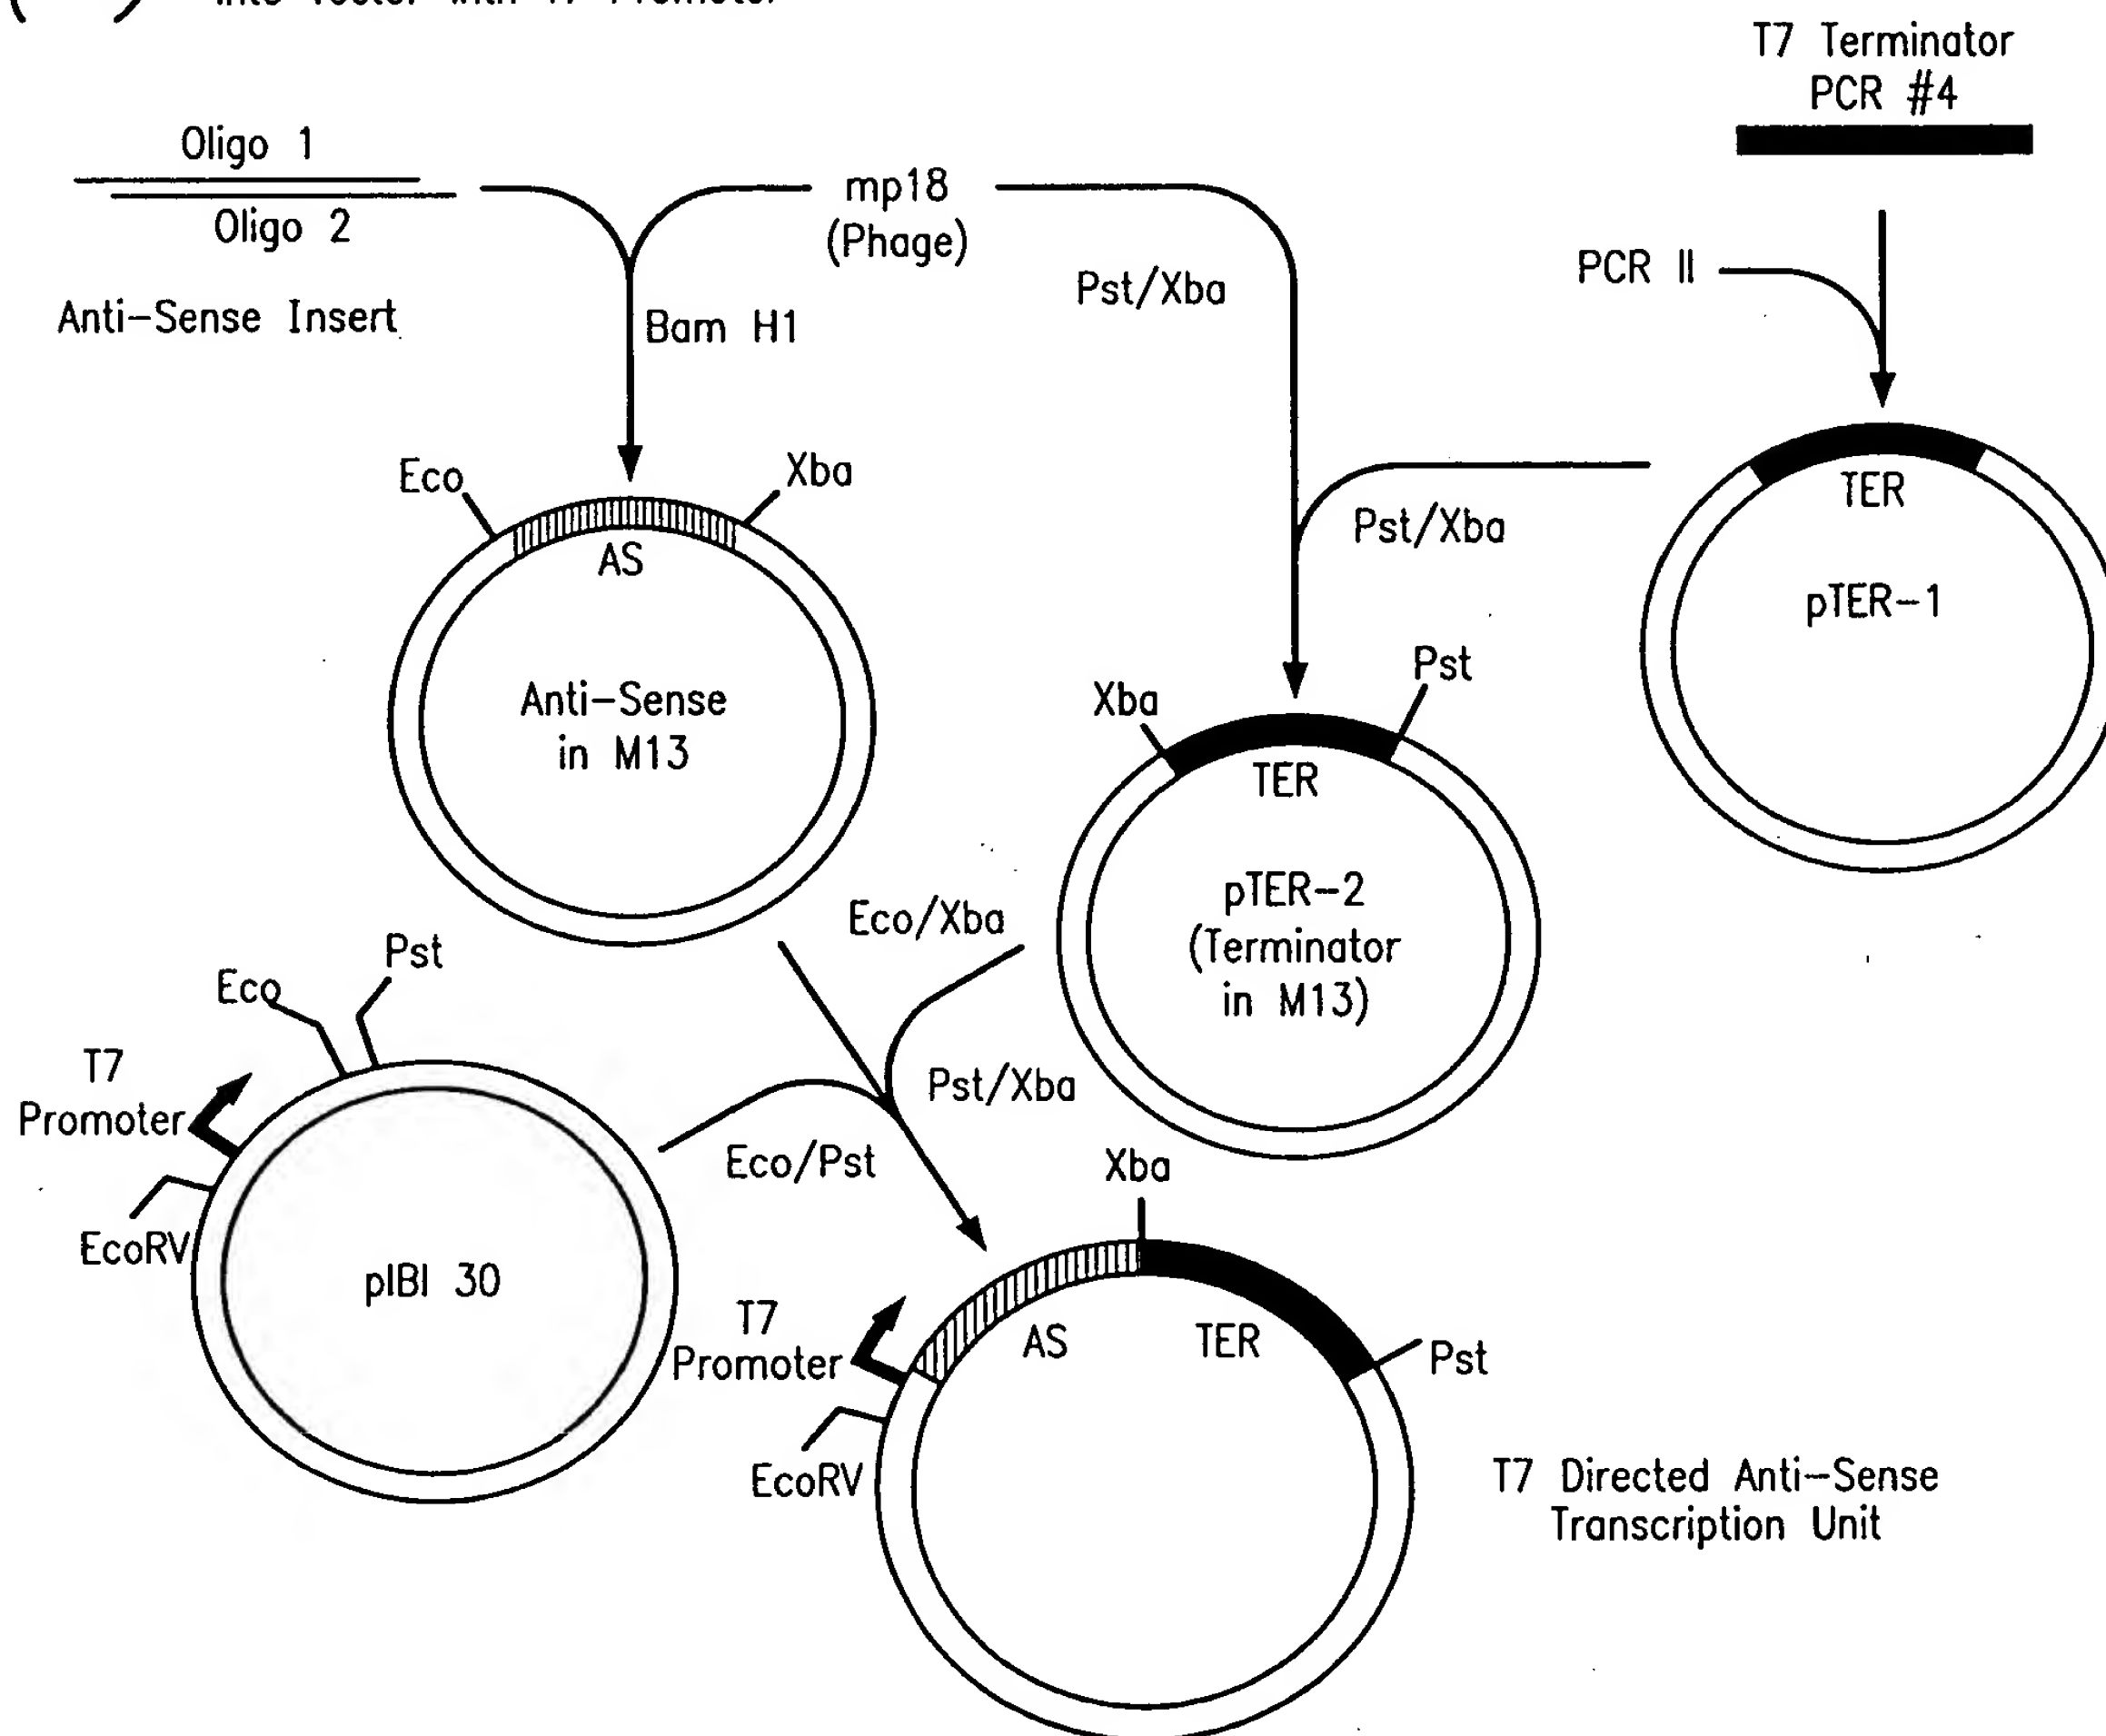 T7 Terminator
PCR #4
Oligo 1
Oligo 2
Anti-Sense Insert
mp18
(Phage)
Bam H1
Pst/Xba
PCR II
Eco
Xba
AS
Anti-Sense
in M13
Pst/Xba
TER
pTER-1
Xba
Pst
TER
pTER-2
(Terminator
in M13)
Eco/Xba
Pst/Xba
Eco/Pst
Eco
Pst
T7
Promoter
EcoRV
pIBI 30
Xba
T7
Promoter
AS
TER
Pst
EcoRV
T7 Directed Anti-Sense
Transcription Unit